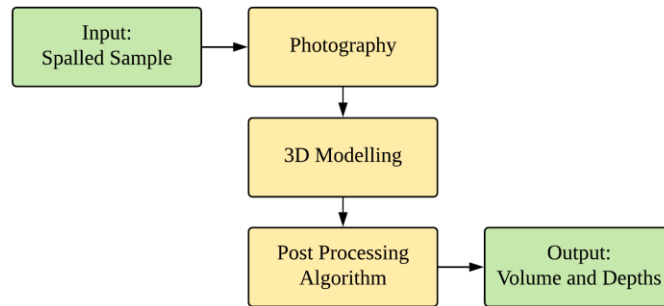 Input:
Spalled Sample
Photography
3D Modelling
Post Processing
Algorithm
Output:
Volume and Depths